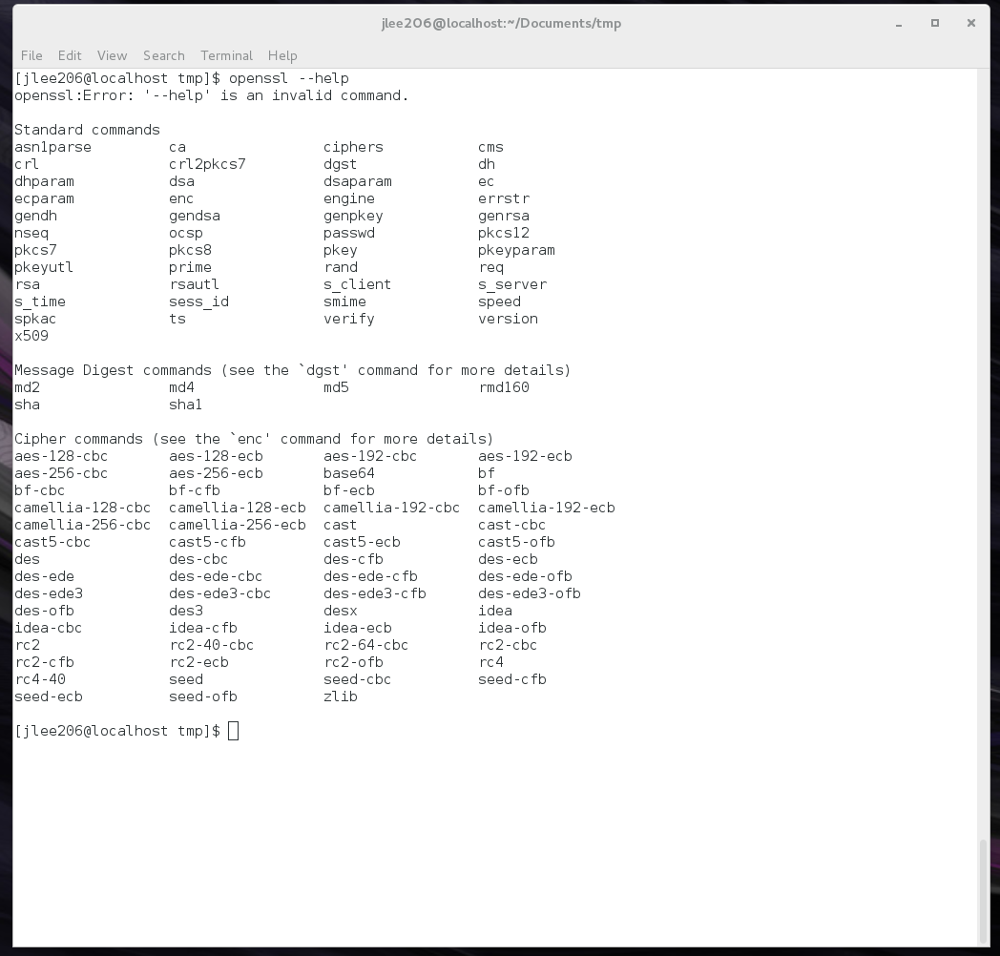 jlee206@localhost:~/Documents/tmp
File Edit View Search Terminal Help
[jlee206@localhost tmp]$ openssl --help
openssl:Error: '--help' is an invalid command.

Standard commands
asn1parse         ca                ciphers           cms
crl               crl2pkcs7         dgst              dh
dhparam           dsa               dsaparam          ec
ecparam           enc               engine            errstr
gendh             gendsa            genpkey           genrsa
nseq              ocsp              passwd            pkcs12
pkcs7             pkcs8             pkey              pkeyparam
pkeyutl           prime             rand              req
rsa               rsautl            s_client          s_server
s_time            sess_id           smime             speed
spkac             ts                verify            version
x509

Message Digest commands (see the `dgst' command for more details)
md2               md4               md5               rmd160
sha               sha1

Cipher commands (see the `enc' command for more details)
aes-128-cbc       aes-128-ecb       aes-192-cbc       aes-192-ecb
aes-256-cbc       aes-256-ecb       base64            bf
bf-cbc            bf-cfb            bf-ecb            bf-ofb
camellia-128-cbc  camellia-128-ecb  camellia-192-cbc  camellia-192-ecb
camellia-256-cbc  camellia-256-ecb  cast              cast-cbc
cast5-cbc         cast5-cfb         cast5-ecb         cast5-ofb
des               des-cbc           des-cfb           des-ecb
des-ede           des-ede-cbc       des-ede-cfb       des-ede-ofb
des-ede3          des-ede3-cbc      des-ede3-cfb      des-ede3-ofb
des-ofb           des3              desx              idea
idea-cbc          idea-cfb          idea-ecb          idea-ofb
rc2               rc2-40-cbc        rc2-64-cbc        rc2-cbc
rc2-cfb           rc2-ecb           rc2-ofb           rc4
rc4-40            seed              seed-cbc          seed-cfb
seed-ecb          seed-ofb          zlib

[jlee206@localhost tmp]$